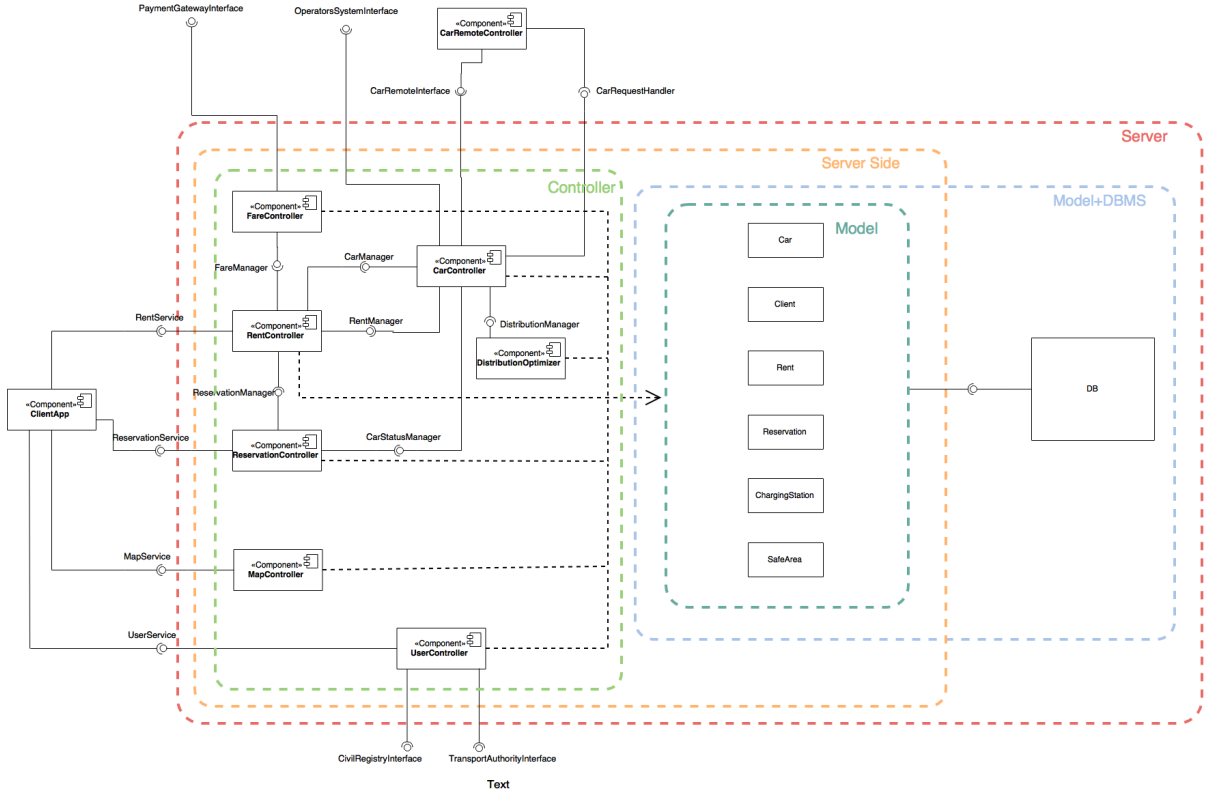 PaymentGatewayInterface
OperatorsSystemInterface
«Component»
CarRemoteController
CarRemoteInterface
CarRequestHandler
Server
Server Side
Controller
Model+DBMS
Model
«Component»
FareController
«Component»
CarController
CarManager
FareManager
RentService
«Component»
RentController
RentManager
DistributionManager
«Component»
DistributionOptimizer
ReservationManager
«Component»
ClientApp
ReservationService
«Component»
ReservationController
CarStatusManager
MapService
«Component»
MapController
UserService
«Component»
UserController
Car
Client
Rent
Reservation
ChargingStation
SafeArea
DB
CivilRegistryInterface
TransportAuthorityInterface
Text